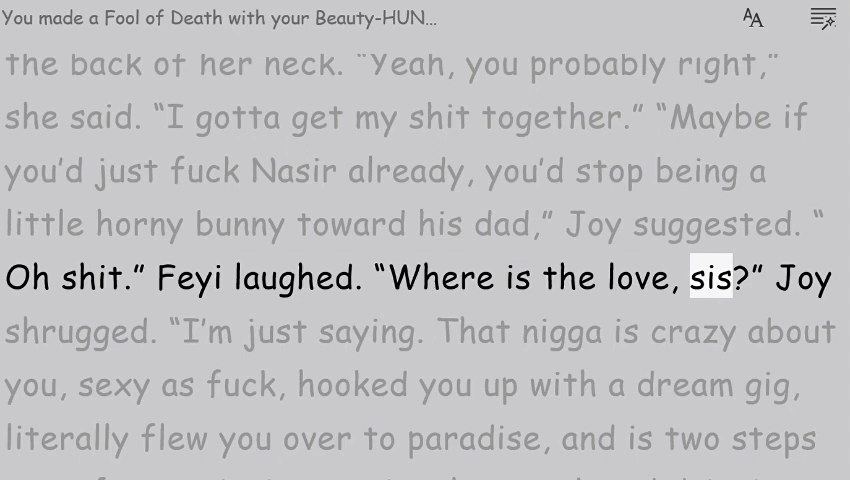 You made a Fool of Death with your Beauty-HUN...
the back of her neck. “Yeah, you probably right,”
she said. “I gotta get my shit together.” “Maybe if
you’d just fuck Nasir already, you’d stop being a
little horny bunny toward his dad,” Joy suggested. “
Oh shit.” Feyi laughed. “Where is the love, sis?” Joy
shrugged. “I’m just saying. That nigga is crazy about
you, sexy as fuck, hooked you up with a dream gig,
literally flew you over to paradise, and is two steps